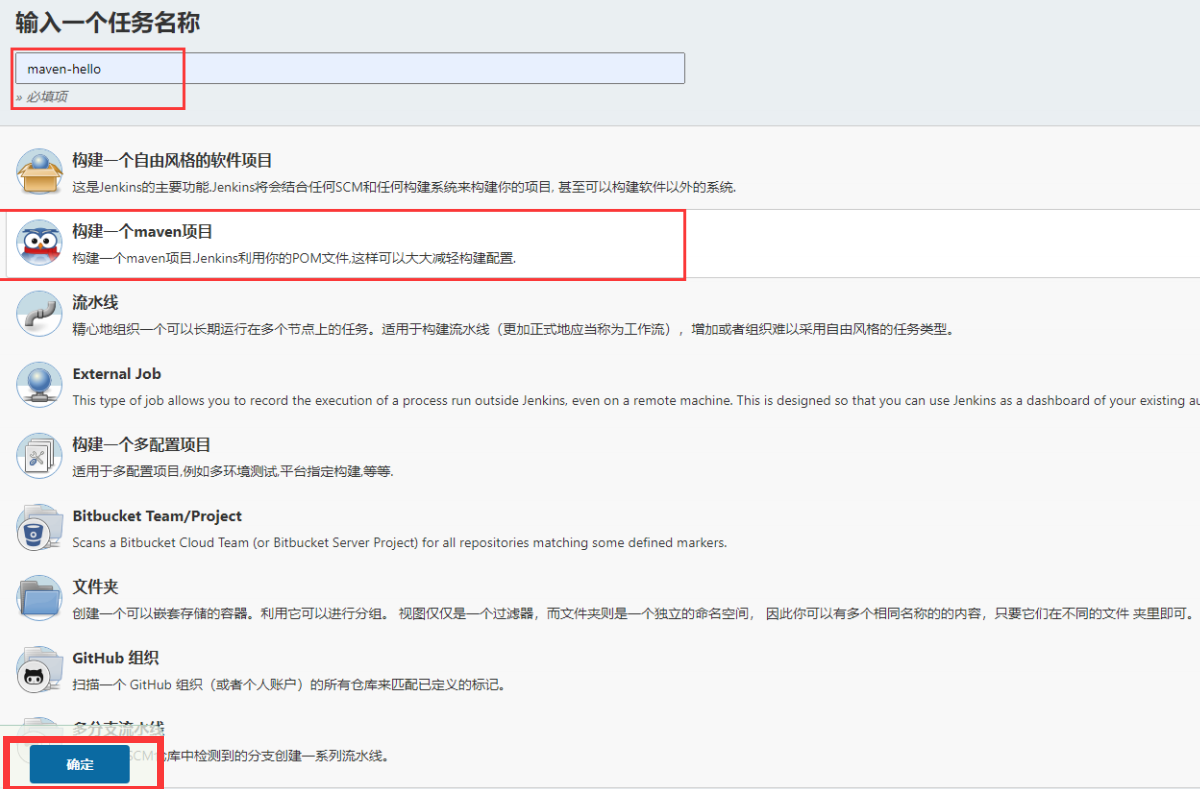 输入一个任务名称
maven-hello
» 必填项
构建一个自由风格的软件项目
这是Jenkins的主要功能.Jenkins将会结合任何SCM和任何构建系统来构建你的项目, 甚至可以构建软件以外的系统.
构建一个maven项目
构建一个maven项目.Jenkins利用你的POM文件,这样可以大大减轻构建配置.
流水线
精心地组织一个可以长期运行在多个节点上的任务。适用于构建流水线（更加正式地应当称为工作流），增加或者组织难以采用自由风格的任务类型。
External Job
This type of job allows you to record the execution of a process run outside Jenkins, even on a remote machine. This is designed so that you can use Jenkins as a dashboard of your existing
构建一个多配置项目
适用于多配置项目,例如多环境测试,平台指定构建,等等.
Bitbucket Team/Project
Scans a Bitbucket Cloud Team (or Bitbucket Server Project) for all repositories matching some defined markers.
文件夹
创建一个可以嵌套存储的容器。利用它可以进行分组。 视图仅仅是一个过滤器，而文件夹则是一个独立的命名空间， 因此你可以有多个相同名称的的内容，只要它们在不同的文件 夹里即可。
GitHub 组织
扫描一个 GitHub 组织（或者个人账户）的所有仓库来匹配已定义的标记。
多分支流水线
SCM仓库中检测到的分支创建一系列流水线。
确定